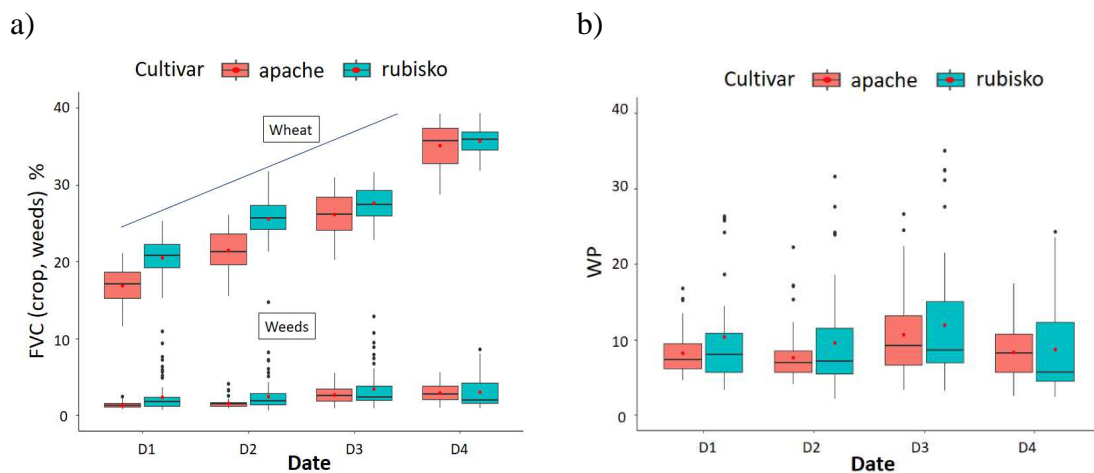 a)
Cultivar apache rubisko
FVC (crop, weeds) %
40
30
20
10
0
Wheat
Weeds
D1 D2 D3 D4
Date
b)
Cultivar apache rubisko
WP
40
30
20
10
0
D1 D2 D3 D4
Date